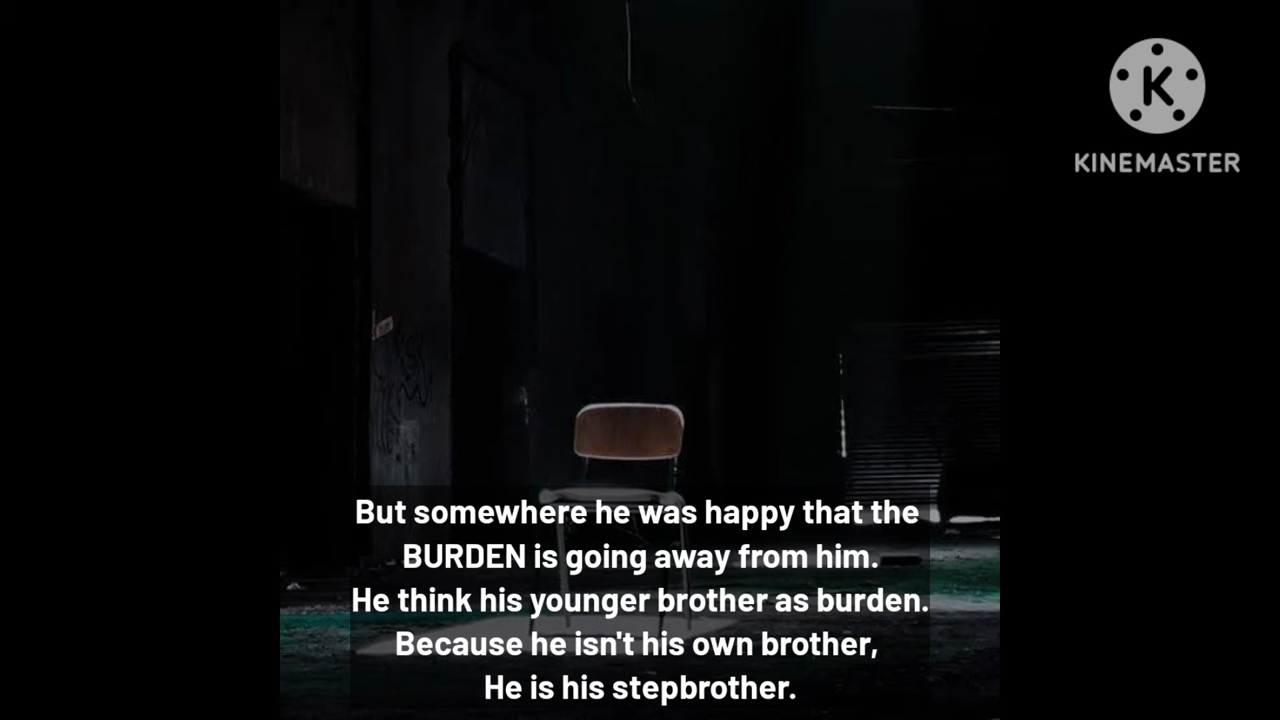 KINEMASTER
But somewhere he was happy that the
BURDEN is going away from him.
He think his younger brother as burden.
Because he isn't his own brother,
He is his stepbrother.